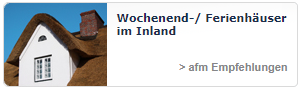 Wochenend-/ Ferienhäuser
im Inland
> afm Empfehlungen